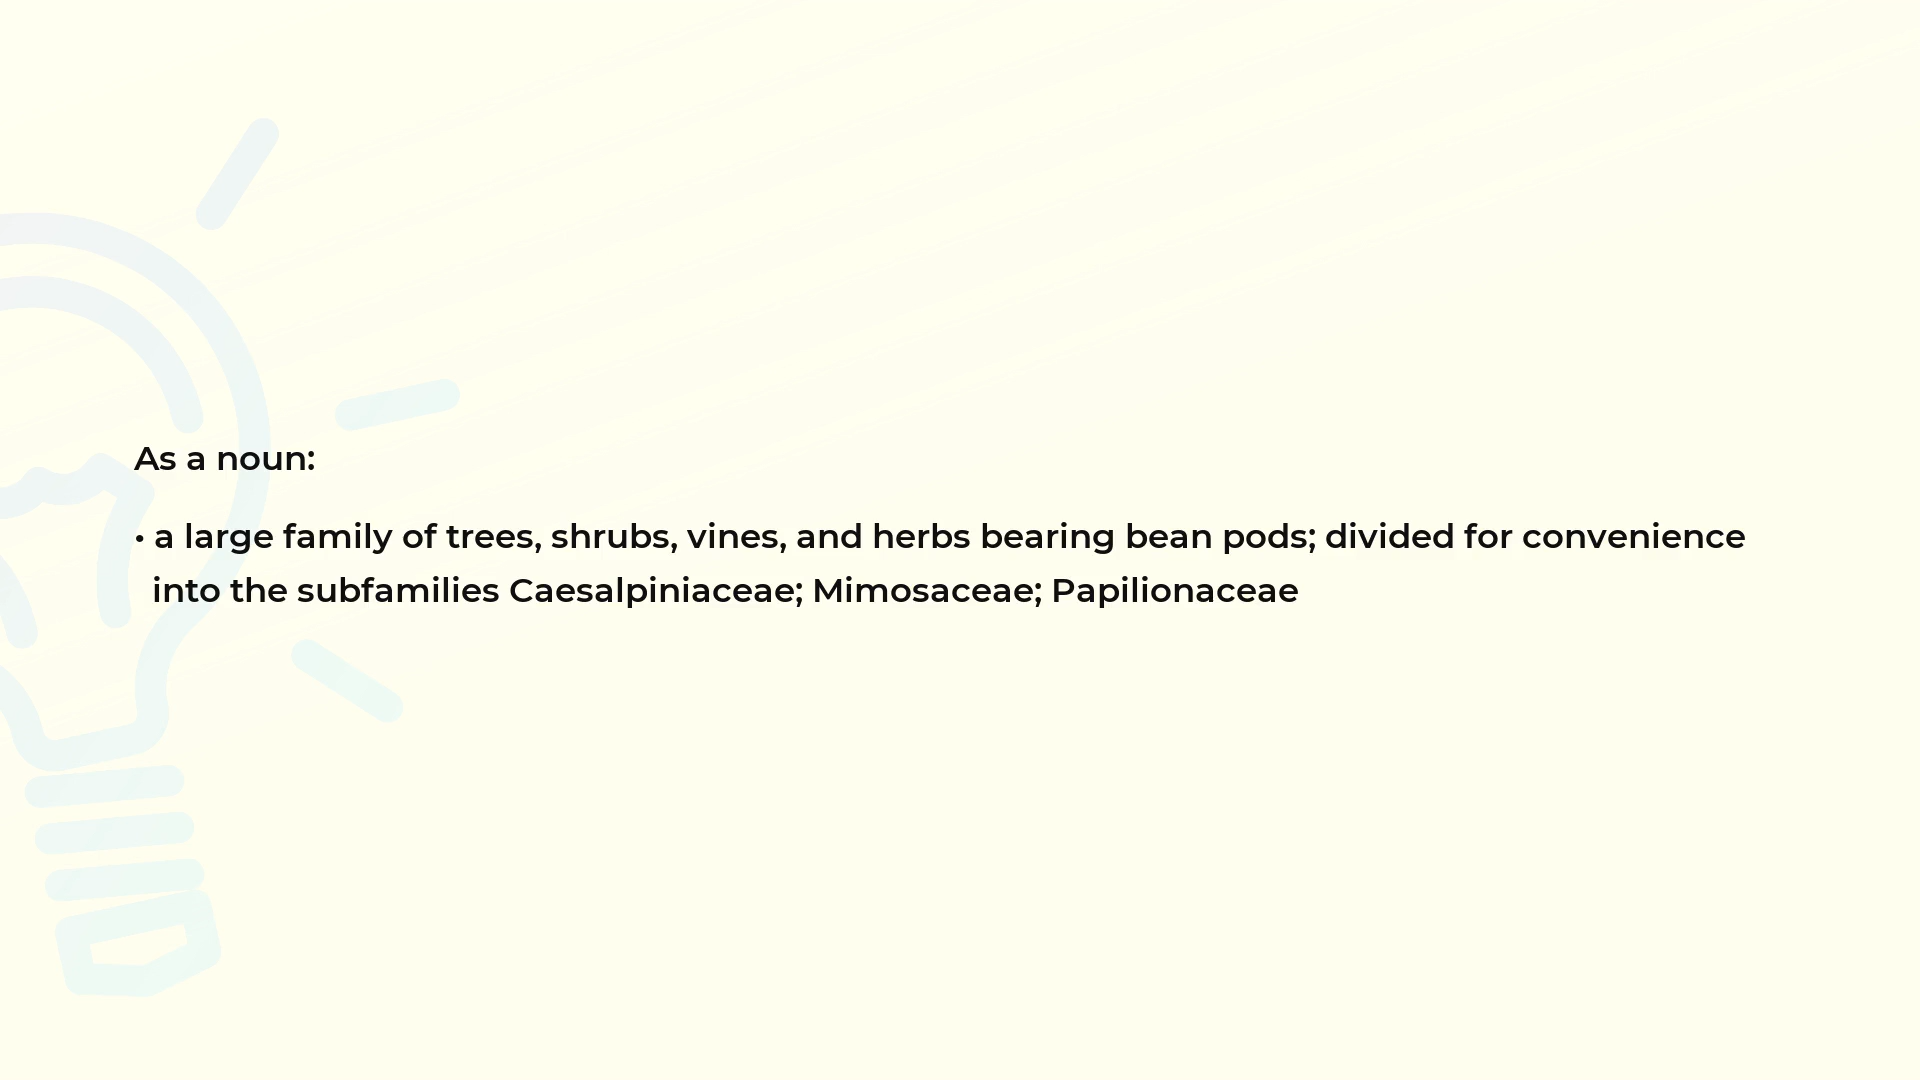 As a noun:
• a large family of trees, shrubs, vines, and herbs bearing bean pods; divided for convenience
into the subfamilies Caesalpiniaceae; Mimosaceae; Papilionaceae